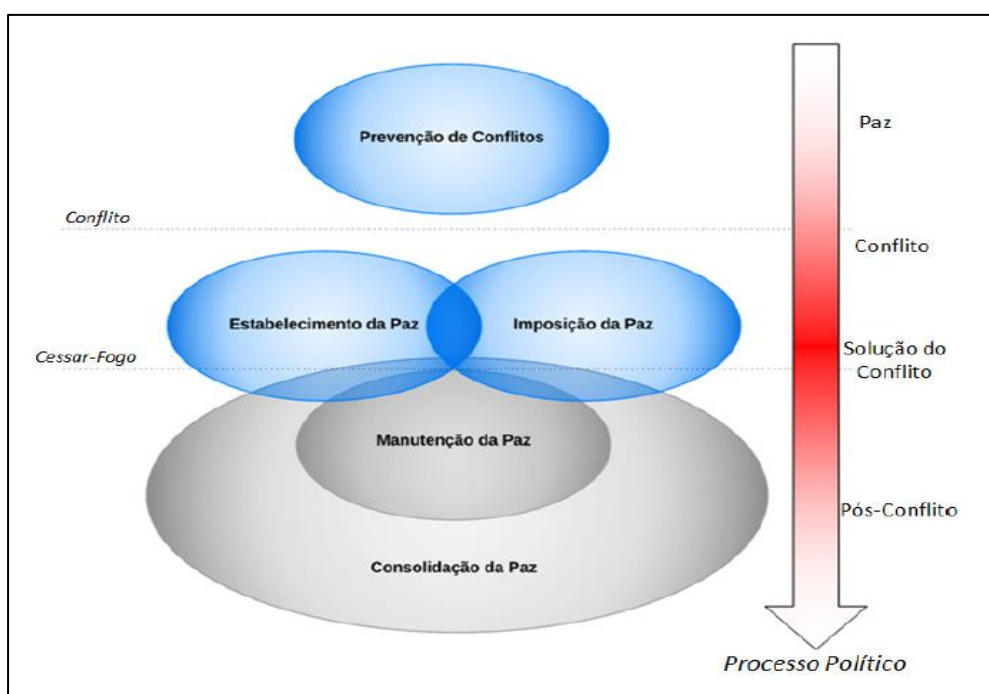 Prevenção de Conflitos
Paz
Conflito
Conflito
Estabelecimento da Paz
Imposição da Paz
Cessar-Fogo
Solução do
Conflito
Manutenção da Paz
Pós-Conflito
Consolidação da Paz
Processo Político